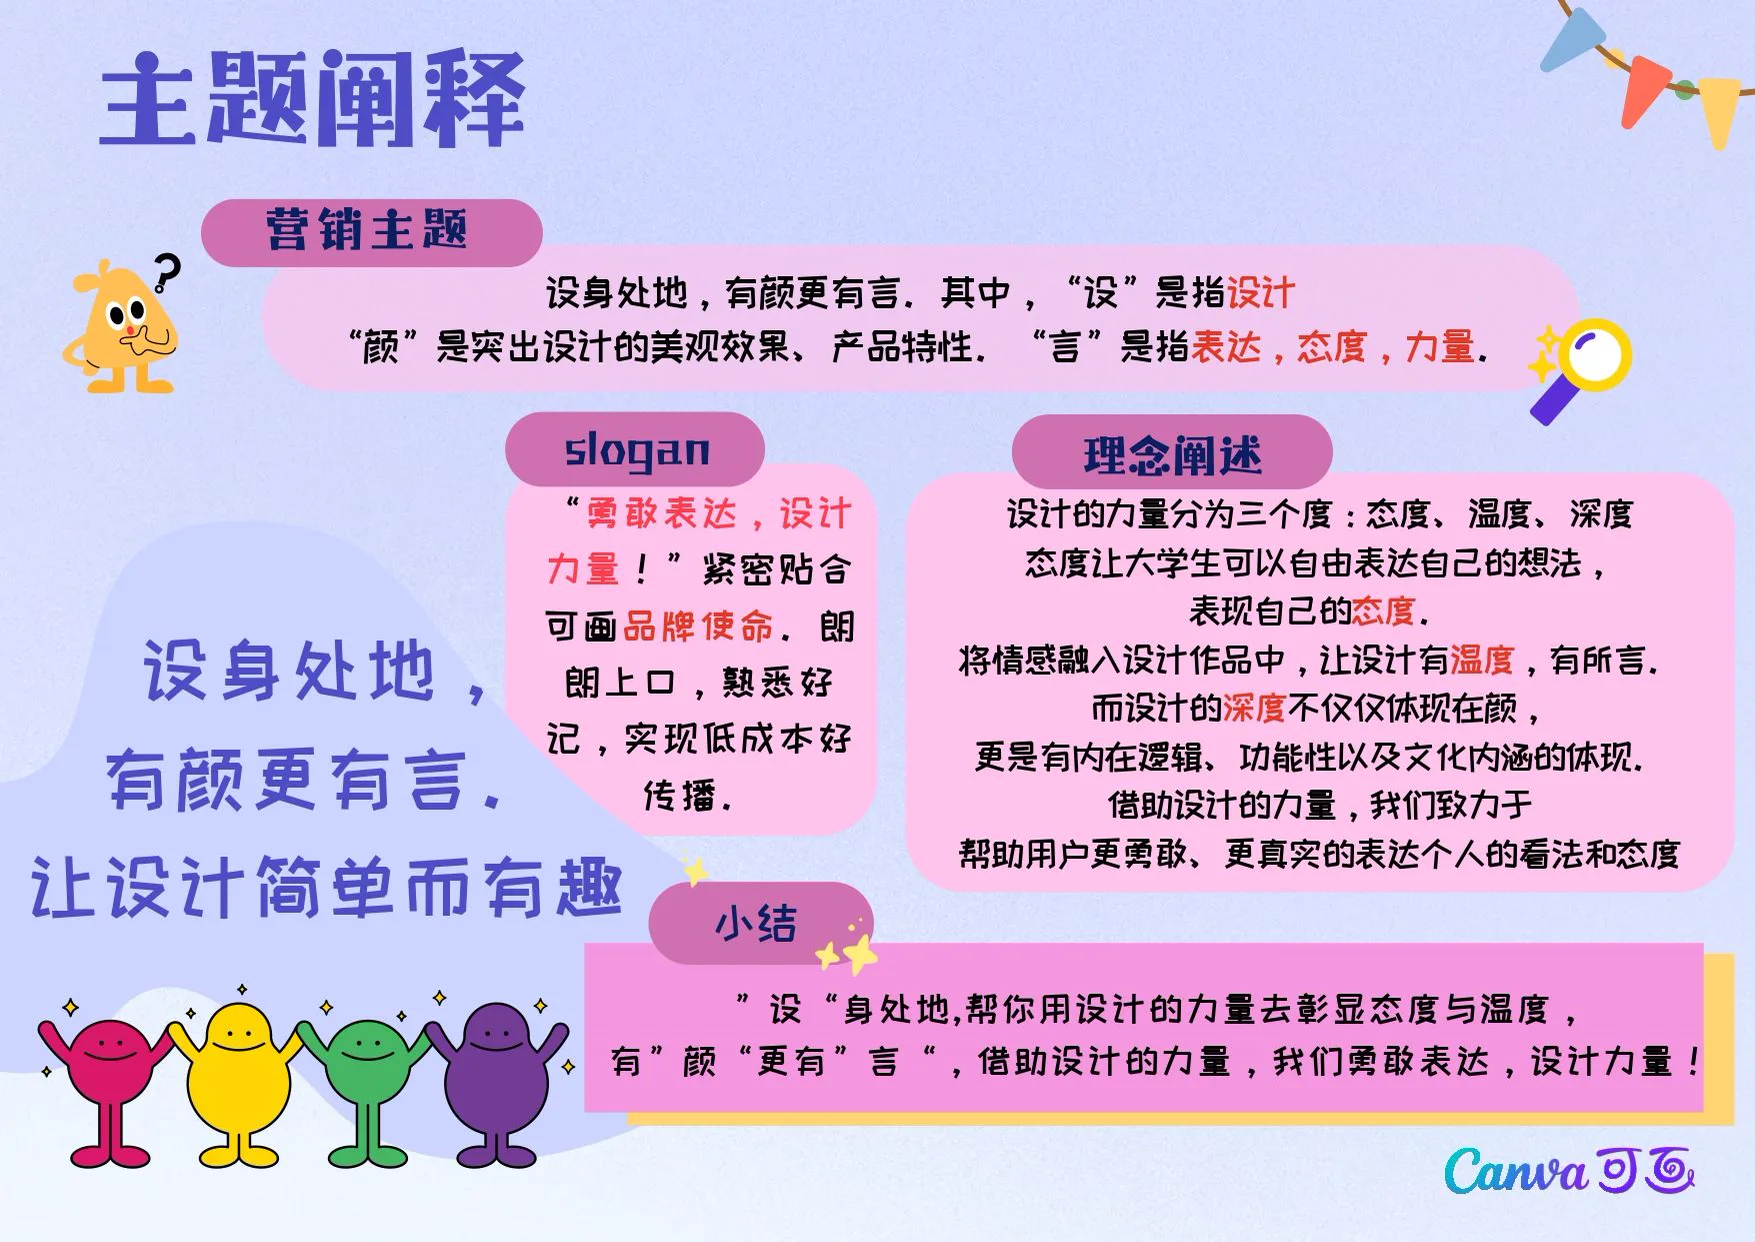 主题阐释
营销主题
?
设身处地，有颜更有言．其中，“设”是指设计
“颜”是突出设计的美观效果、产品特性．“言”是指表达，态度，力量．
slogan
“勇敢表达，设计
力量！”紧密贴合
可画品牌使命．朗
朗上口，熟悉好
记，实现低成本好
传播．
理念阐述
设计的力量分为三个度：态度、温度、深度
态度让大学生可以自由表达自己的想法，
表现自己的态度．
将情感融入设计作品中，让设计有温度，有所言．
而设计的深度不仅仅体现在颜，
更是有内在逻辑、功能性以及文化内涵的体现．
借助设计的力量，我们致力于
帮助用户更勇敢、更真实的表达个人的看法和态度
设身处地，
有颜更有言．
让设计简单而有趣
小结
”设“身处地,帮你用设计的力量去彰显态度与温度，
有”颜“更有”言“，借助设计的力量，我们勇敢表达，设计力量！
Canva可画